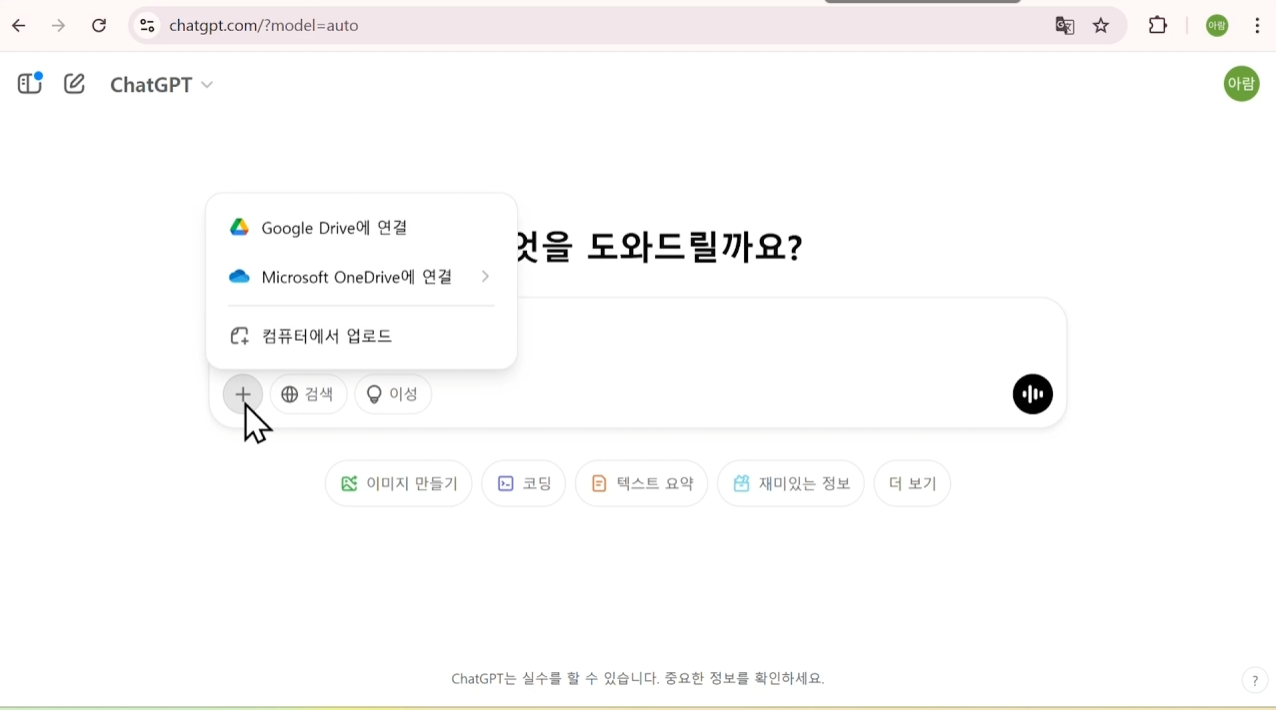 chatgpt.com/?model=auto
아람
ChatGPT
아람
Google Drive에 연결
엇을 도와드릴까요?
Microsoft OneDrive에 연결
컴퓨터에서 업로드
검색
이성
이미지 만들기
코딩
텍스트 요약
재미있는 정보
더 보기
ChatGPT는 실수를 할 수 있습니다. 중요한 정보를 확인하세요.
?